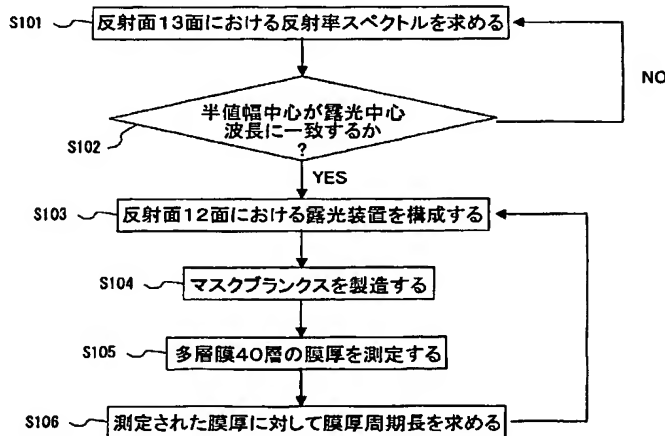 S101
反射面13面における反射率スペクトルを求める
NO
半値幅中心が露光中心
波長に一致するか
?
S102
YES
S103
反射面12面における露光装置を構成する
S104
マスクブランクスを製造する
S105
多層膜40層の膜厚を測定する
S106
測定された膜厚に対して膜厚周期長を求める